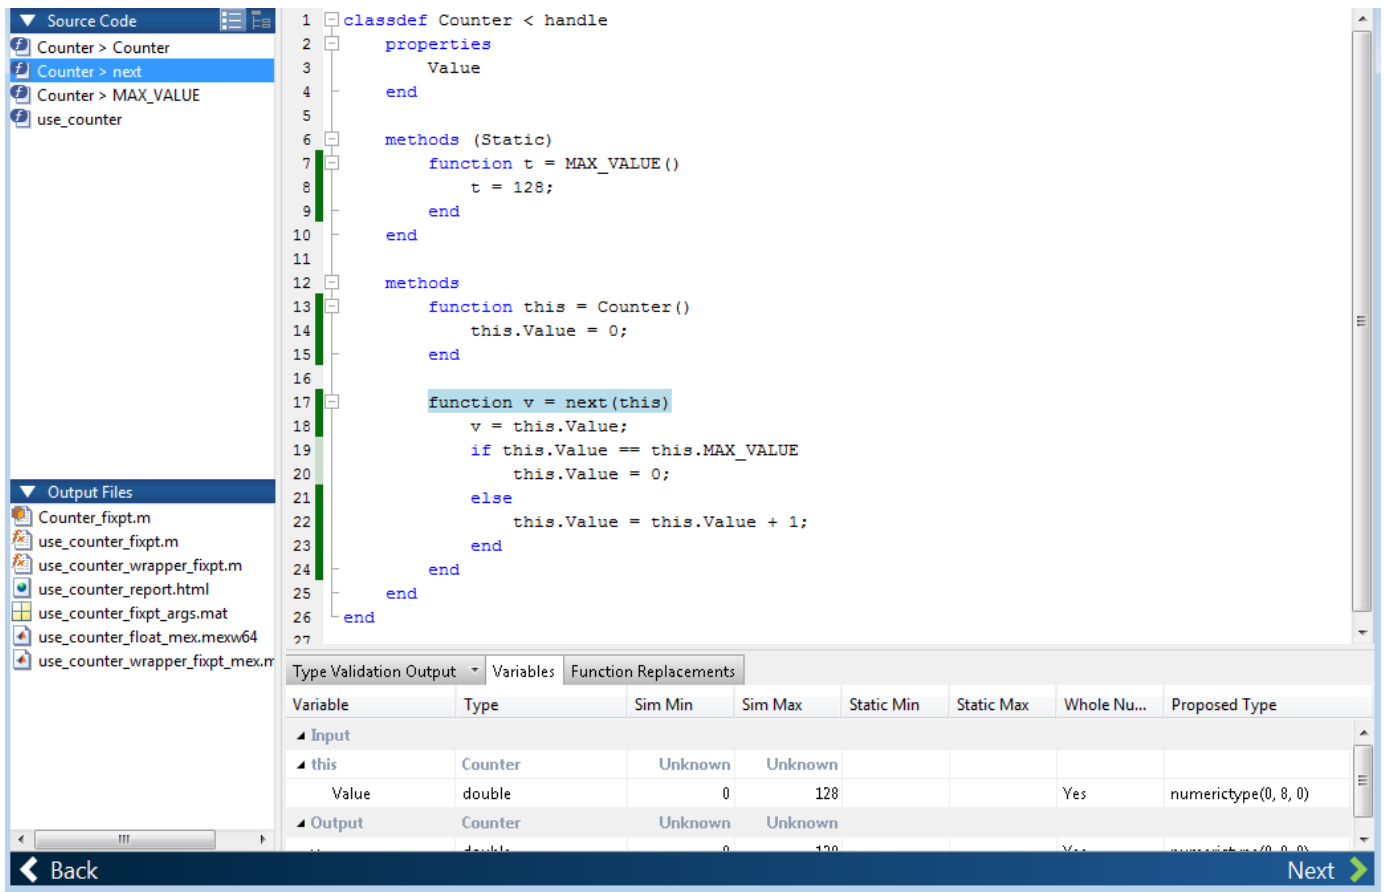 Source Code
Counter > Counter
Counter > next
Counter > MAX_VALUE
use_counter
Output Files
Counter_fixpt.m
use_counter_fixpt.m
use_counter_wrapper_fixpt.m
use_counter_report.html
use_counter_fixpt_args.mat
use_counter_float_mex.mexw64
use_counter_wrapper_fixpt_mex.m
1 classdef Counter < handle
2 properties
3 Value
4 end
5
6 methods (Static)
7 function t = MAX_VALUE()
8 t = 128;
9 end
10 end
11
12 methods
13 function this = Counter()
14 this.Value = 0;
15 end
16
17 function v = next(this)
18 v = this.Value;
19 if this.Value == this.MAX_VALUE
20 this.Value = 0;
21 else
22 this.Value = this.Value + 1;
23 end
24 end
25 end
26 end
27
Type Validation Output Variables Function Replacements
Variable Type Sim Min Sim Max Static Min Static Max Whole Nu... Proposed Type
Input
this Counter Unknown Unknown
Value double 0 128 Yes numerictype(0, 8, 0)
Output Counter Unknown Unknown
Back Next